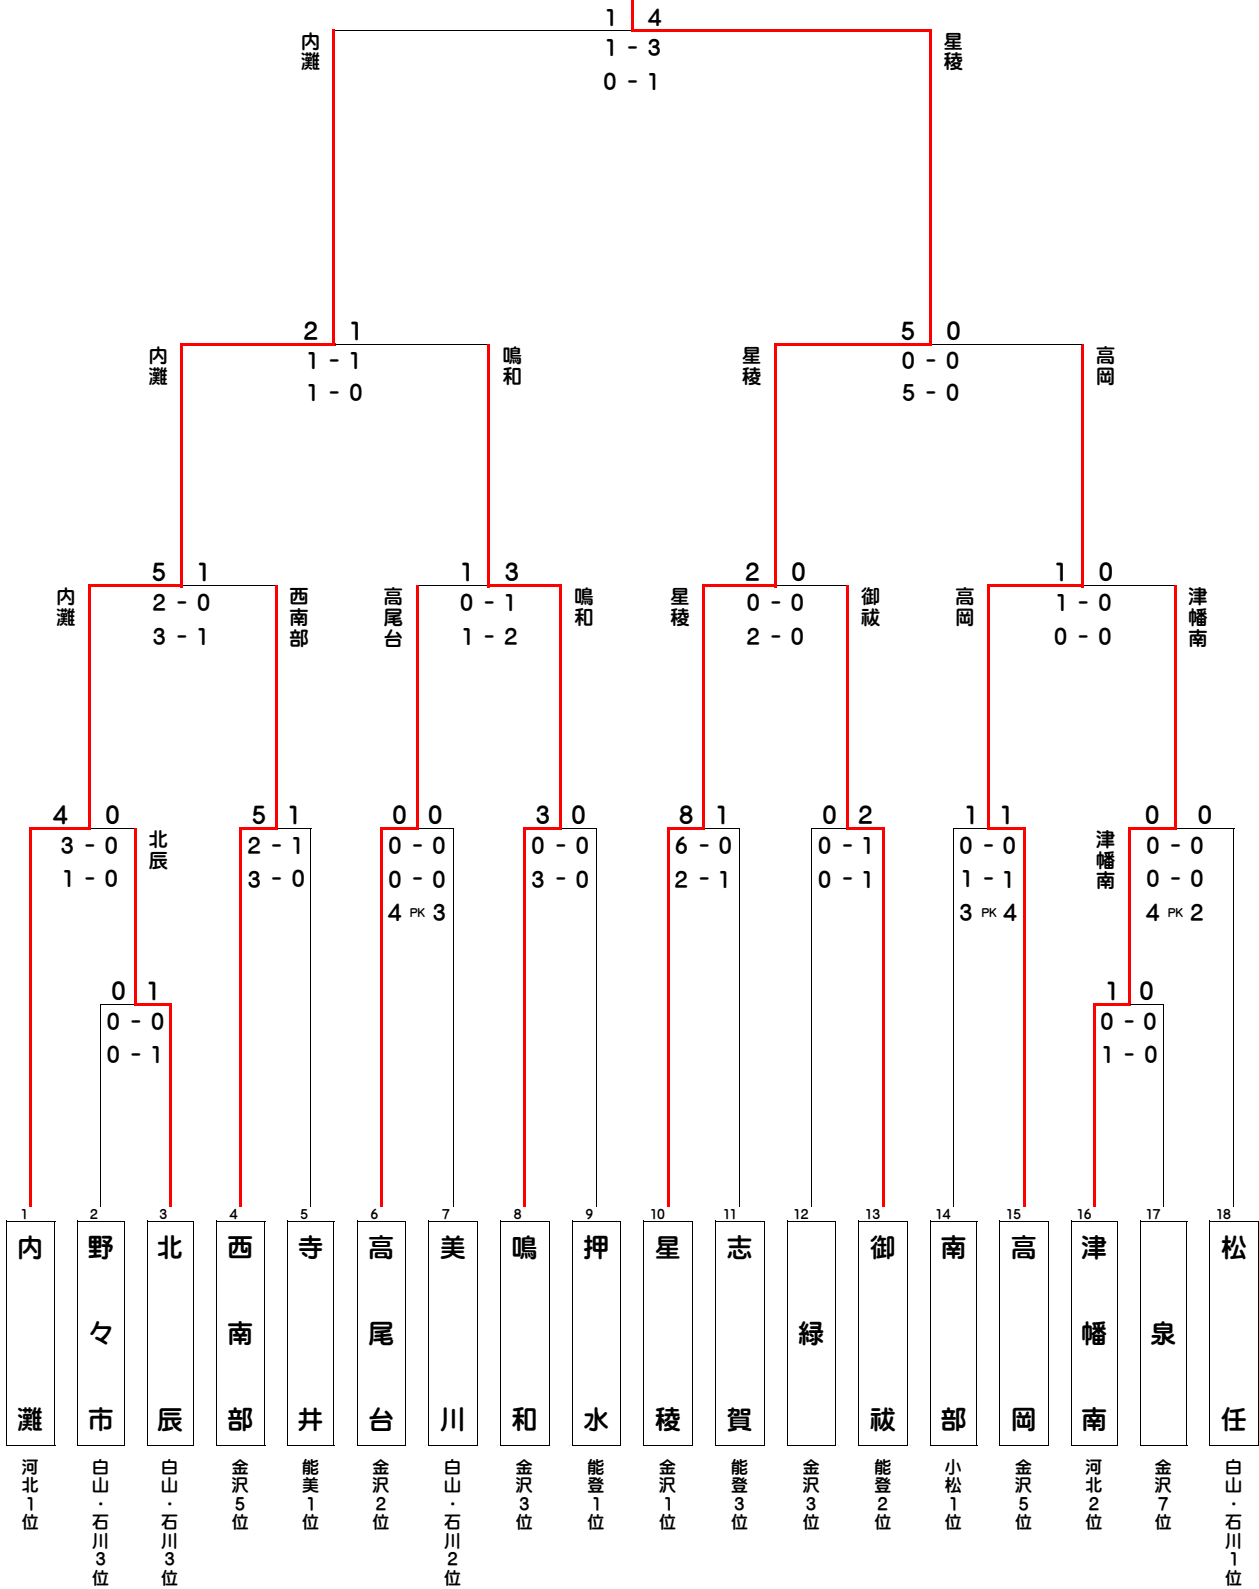 1 4
内灘
1 - 3
星稜
0 - 1
2 1
内灘
1 - 1
鳴和
1 - 0
5 0
星稜
0 - 0
高岡
5 - 0
5 1
内灘
2 - 0
西南部
3 - 1
1 3
高尾台
0 - 1
鳴和
1 - 2
2 0
星稜
0 - 0
御祓
2 - 0
1 0
高岡
1 - 0
津幡南
0 - 0
4 0
3 - 0
北辰
1 - 0
5 1
2 - 1
3 - 0
0 0
0 - 0
0 - 0
4 PK 3
3 0
0 - 0
3 - 0
8 1
6 - 0
2 - 1
0 2
0 - 1
0 - 1
1 1
0 - 0
1 - 1
3 PK 4
0 0
津幡南
0 - 0
0 - 0
4 PK 2
0 1
0 - 0
0 - 1
1 0
0 - 0
1 - 0
1
内灘
河北1位
2
野々市
白山・石川3位
3
北辰
白山・石川3位
4
西南部
金沢5位
5
寺井
能美1位
6
高尾台
金沢2位
7
美川
白山・石川2位
8
鳴和
金沢3位
9
押水
能登1位
10
星稜
金沢1位
11
志賀
能登3位
12
緑
金沢3位
13
御祓
能登2位
14
南部
小松1位
15
高岡
金沢5位
16
津幡南
河北2位
17
泉
金沢7位
18
松任
白山・石川1位